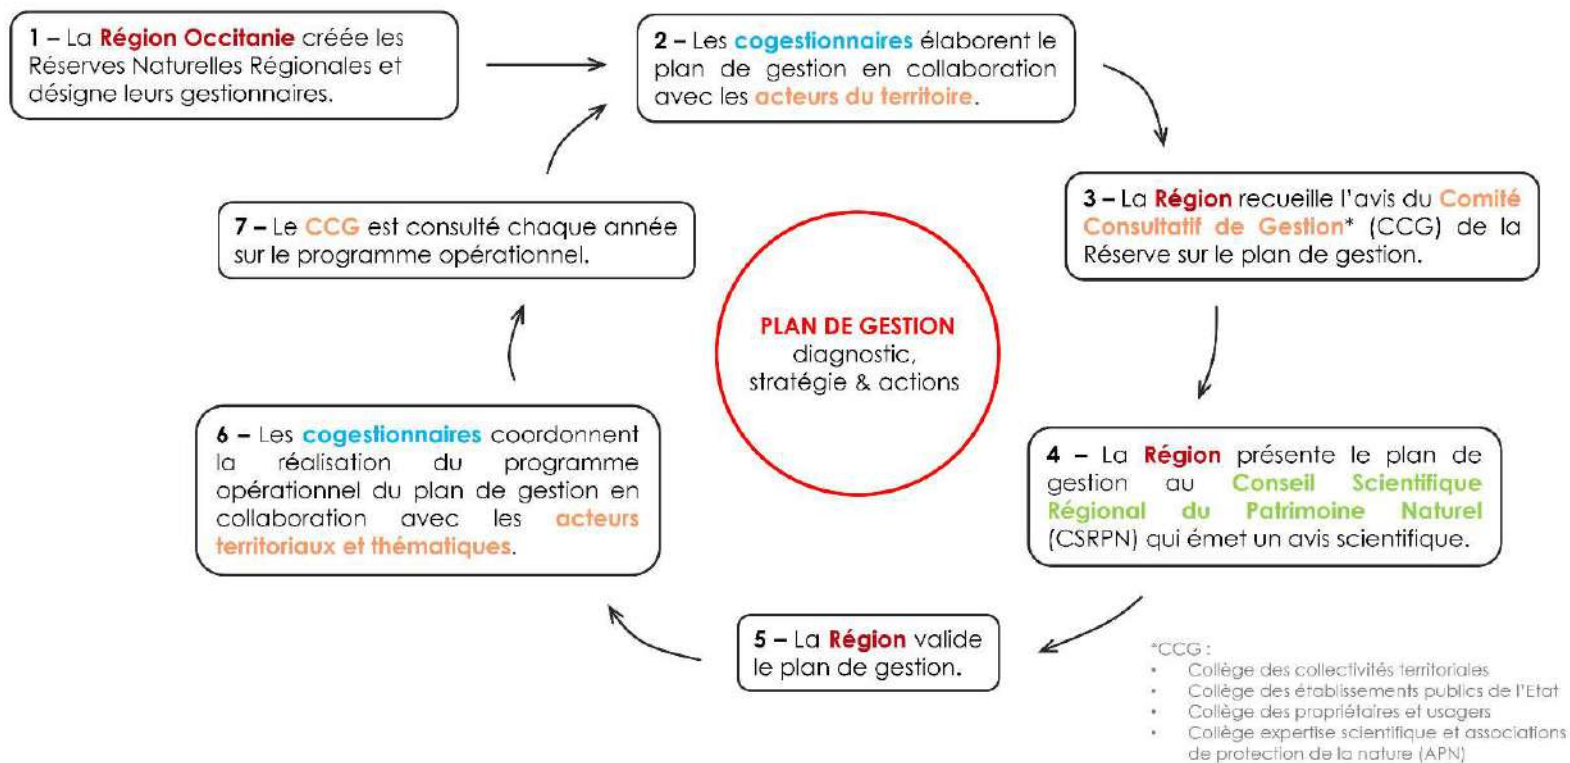 1 – La Région Occitanie créée les
Réserves Naturelles Régionales et
désigne leurs gestionnaires.
2 – Les cogestionnaires élaborent le
plan de gestion en collaboration
avec les acteurs du territoire.
3 – La Région recueille l'avis du Comité
Consultatif de Gestion* (CCG) de la
Réserve sur le plan de gestion.
7 – Le CCG est consulté chaque année
sur le programme opérationnel.
PLAN DE GESTION
diagnostic,
stratégie & actions
4 – La Région présente le plan de
gestion au Conseil Scientifique
Régional du Patrimoine Naturel
(CSRPN) qui émet un avis scientifique.
6 – Les cogestionnaires coordonnent
la réalisation du programme
opérationnel du plan de gestion en
collaboration avec les acteurs
territoriaux et thématiques.
5 – La Région valide
le plan de gestion.
*CCG :
• Collège des collectivités territoriales
• Collège des établissements publics de l'Etat
• Collège des propriétaires et usagers
• Collège expertise scientifique et associations
de protection de la nature (APN)